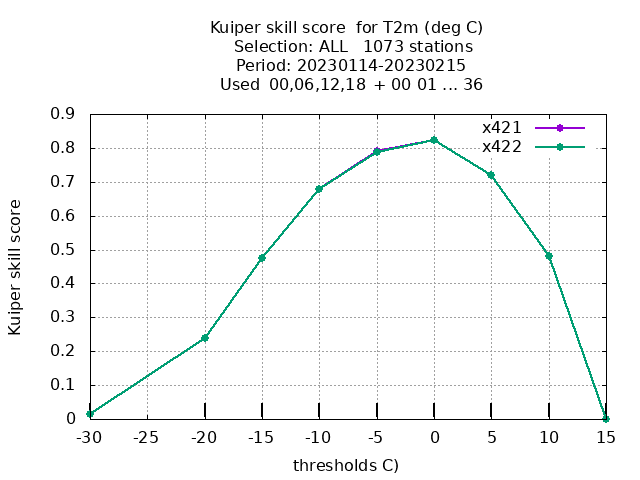 Kuiper skill score  for T2m (deg C)
Selection: ALL   1073 stations
Period: 20230114-20230215
Used  00,06,12,18  + 00 01 ... 36
x421
x422
0.9
0.8
0.7
0.6
0.5
0.4
0.3
0.2
0.1
0
Kuiper skill score
-30 -25 -20 -15 -10 -5 0 5 10 15
thresholds C)